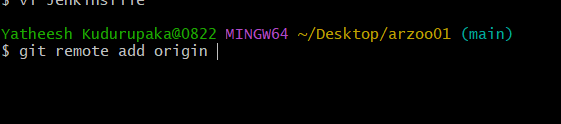 $ vi Jenkinsfile
Yatheesh Kudurupaka@0822 MINGW64 ~/Desktop/arzoo01 (main)
$ git remote add origin